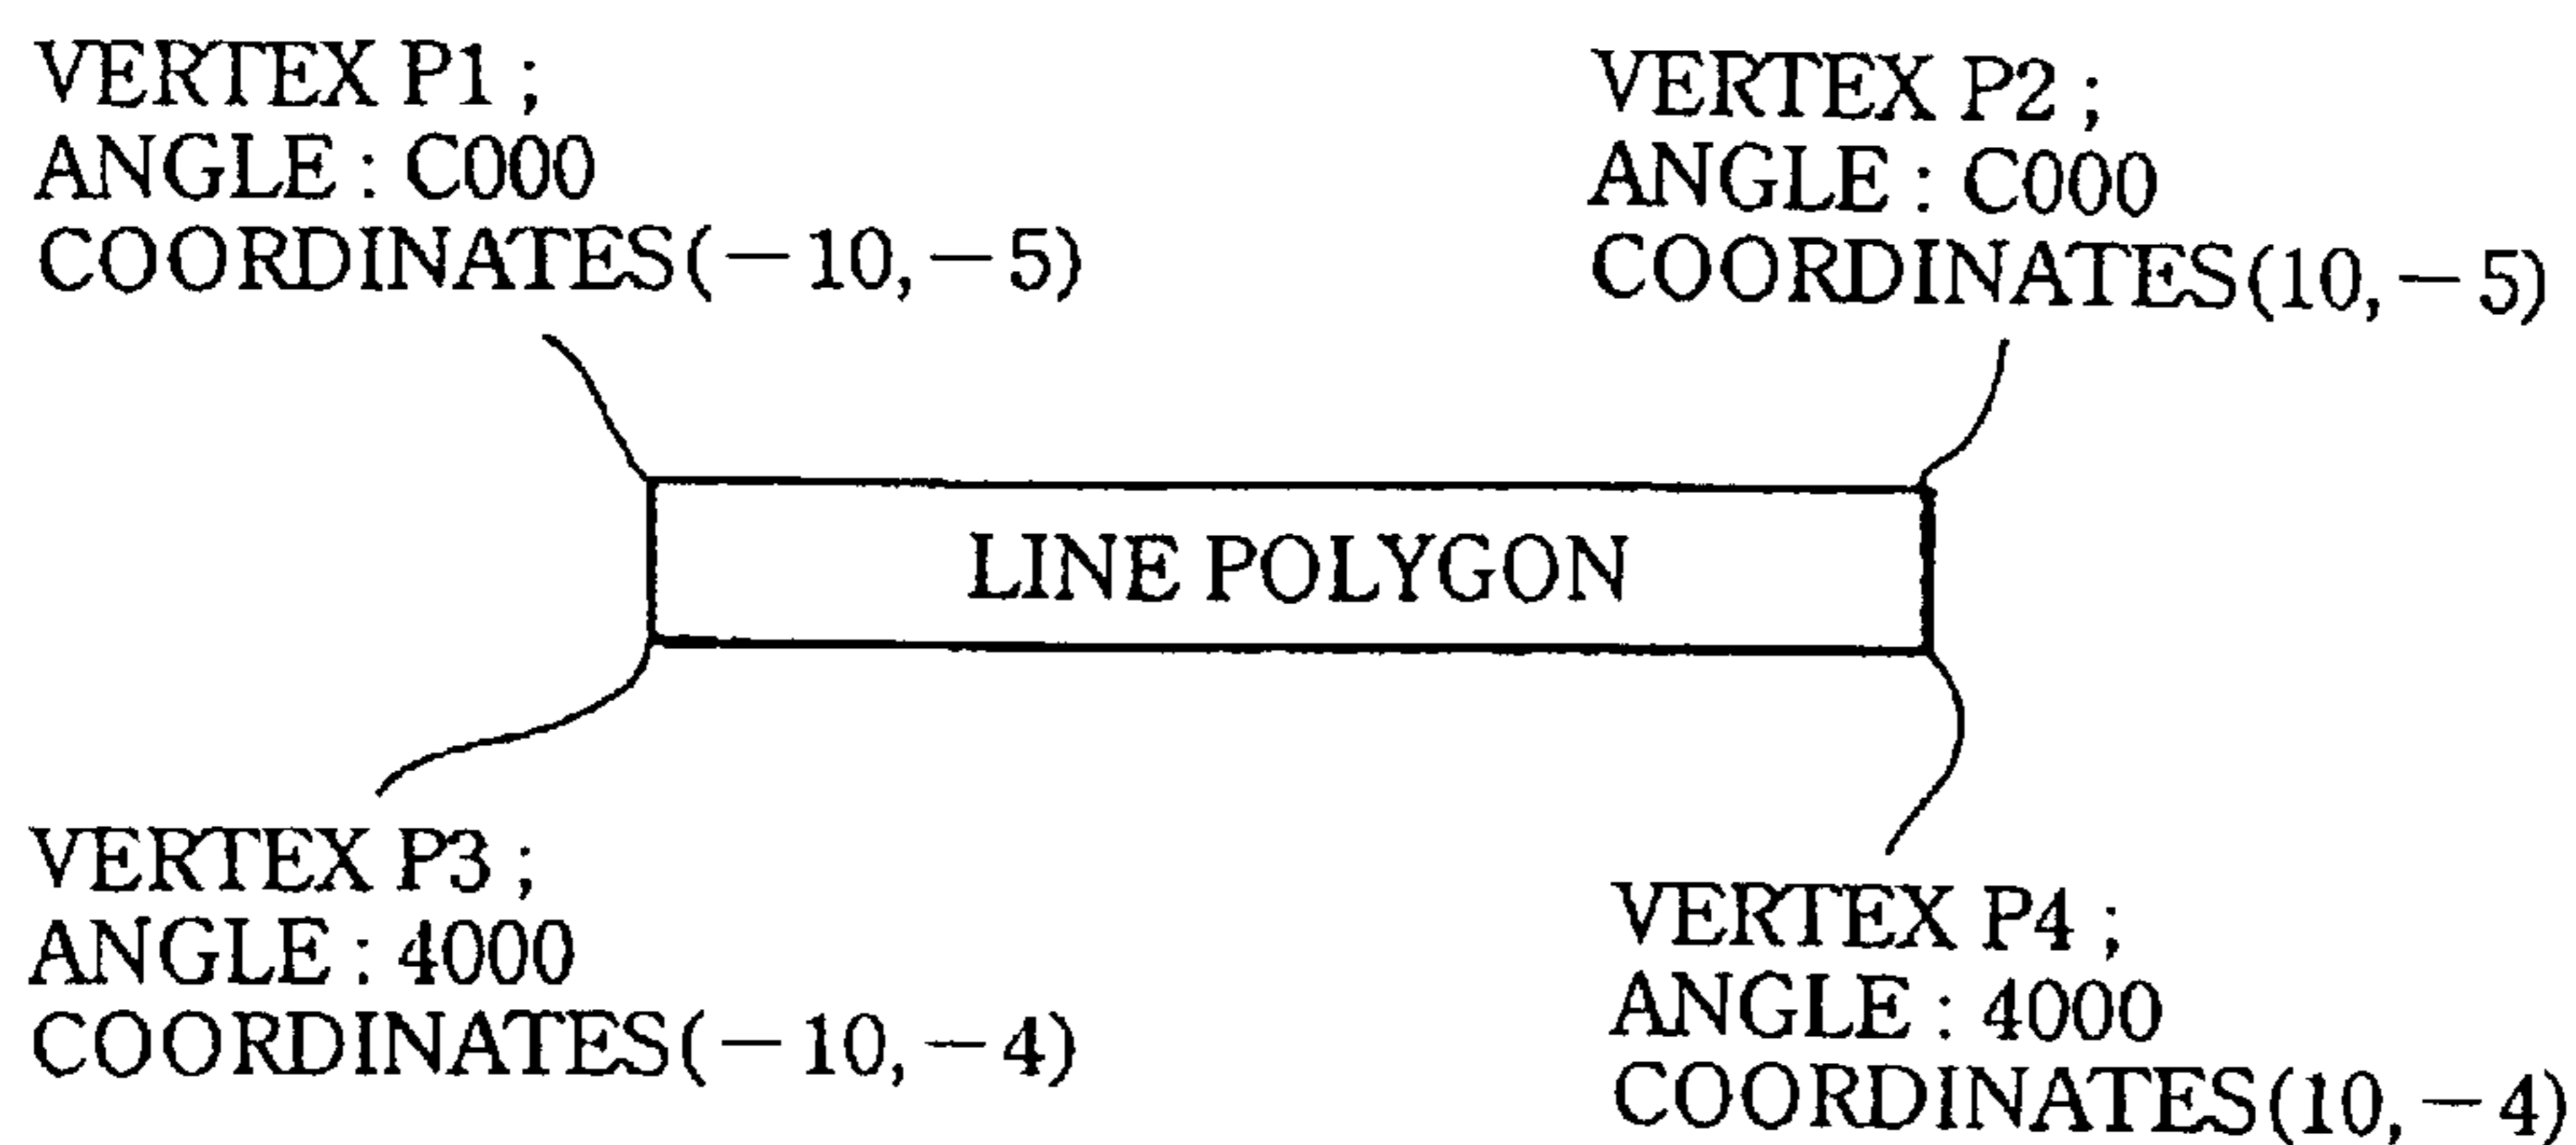 VERTEX P1 ;
ANGLE : C000
COORDINATES(−10,−5)
VERTEX P2 ;
ANGLE : C000
COORDINATES(10,−5)
LINE POLYGON
VERTEX P3 ;
ANGLE : 4000
COORDINATES(−10,−4)
VERTEX P4 ;
ANGLE : 4000
COORDINATES(10,−4)